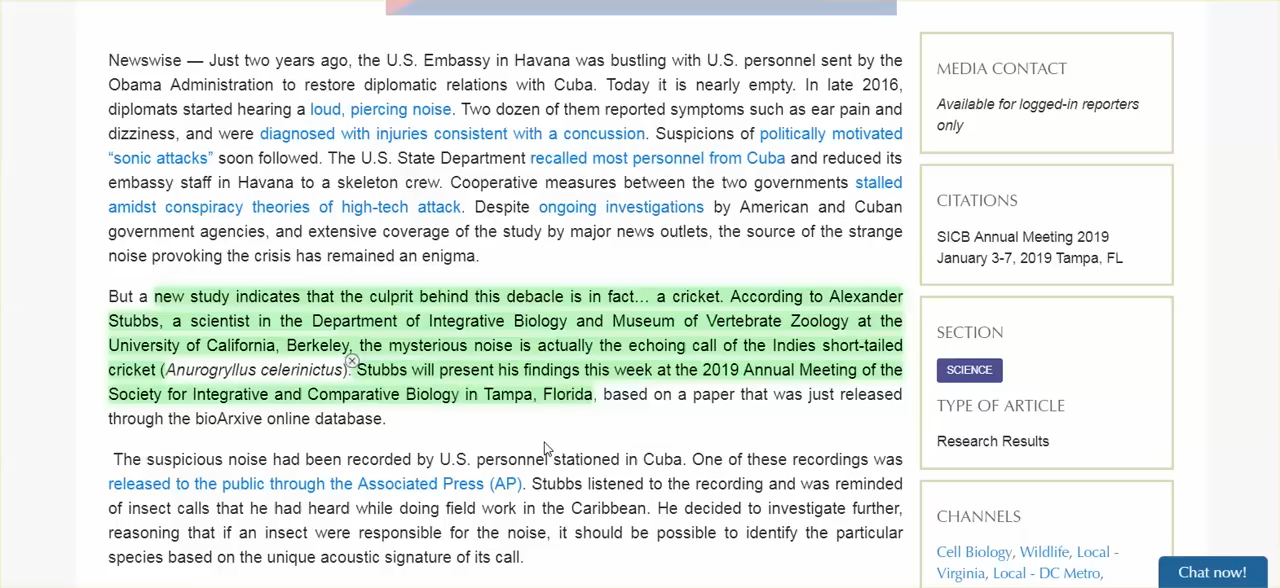 Newswise — Just two years ago, the U.S. Embassy in Havana was bustling with U.S. personnel sent by the
Obama Administration to restore diplomatic relations with Cuba. Today it is nearly empty. In late 2016,
diplomats started hearing a loud, piercing noise. Two dozen of them reported symptoms such as ear pain and
dizziness, and were diagnosed with injuries consistent with a concussion. Suspicions of politically motivated
“sonic attacks” soon followed. The U.S. State Department recalled most personnel from Cuba and reduced its
embassy staff in Havana to a skeleton crew. Cooperative measures between the two governments stalled
amidst conspiracy theories of high-tech attack. Despite ongoing investigations by American and Cuban
government agencies, and extensive coverage of the study by major news outlets, the source of the strange
noise provoking the crisis has remained an enigma.
But a new study indicates that the culprit behind this debacle is in fact… a cricket. According to Alexander
Stubbs, a scientist in the Department of Integrative Biology and Museum of Vertebrate Zoology at the
University of California, Berkeley, the mysterious noise is actually the echoing call of the Indies short-tailed
cricket (Anurogryllus celerinictus). Stubbs will present his findings this week at the 2019 Annual Meeting of the
Society for Integrative and Comparative Biology in Tampa, Florida, based on a paper that was just released
through the bioArxive online database.
The suspicious noise had been recorded by U.S. personnel stationed in Cuba. One of these recordings was
released to the public through the Associated Press (AP). Stubbs listened to the recording and was reminded
of insect calls that he had heard while doing field work in the Caribbean. He decided to investigate further,
reasoning that if an insect were responsible for the noise, it should be possible to identify the particular
species based on the unique acoustic signature of its call.
MEDIA CONTACT
Available for logged-in reporters
only
CITATIONS
SICB Annual Meeting 2019
January 3-7, 2019 Tampa, FL
SECTION
SCIENCE
TYPE OF ARTICLE
Research Results
CHANNELS
Cell Biology, Wildlife, Local -
Virginia, Local - DC Metro,
Chat now!